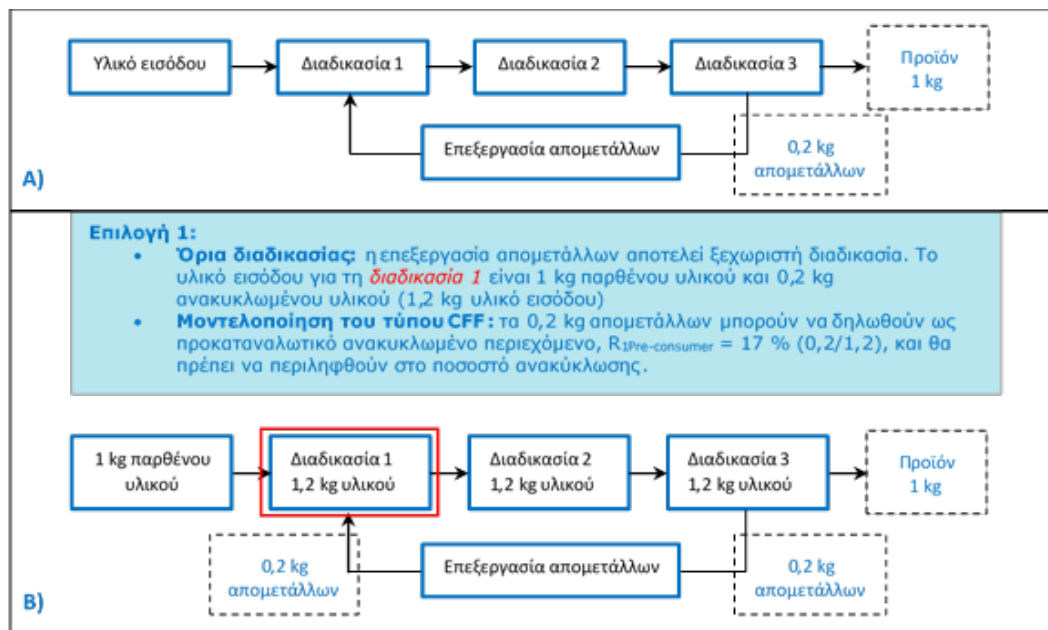 Υλικό εισόδου
Διαδικασία 1
Διαδικασία 2
Διαδικασία 3
Προϊόν
1 kg
Επεξεργασία απομετάλλων
0,2 kg
απομετάλλων
A)
Επιλογή 1:
• Όρια διαδικασίας: η επεξεργασία απομετάλλων αποτελεί ξεχωριστή διαδικασία. Το
υλικό εισόδου για τη διαδικασία 1 είναι 1 kg παρθένου υλικού και 0,2 kg
ανακυκλωμένου υλικού (1,2 kg υλικό εισόδου)
• Μοντελοποίηση του τύπου CFF: τα 0,2 kg απομετάλλων μπορούν να δηλωθούν ως
προκαταναλωτικό ανακυκλωμένο περιεχόμενο, R1Pre-consumer = 17 % (0,2/1,2), και θα
πρέπει να περιληφθούν στο ποσοστό ανακύκλωσης.
1 kg παρθένου
υλικού
Διαδικασία 1
1,2 kg υλικού
Διαδικασία 2
1,2 kg υλικού
Διαδικασία 3
1,2 kg υλικού
Προϊόν
1 kg
0,2 kg
απομετάλλων
Επεξεργασία απομετάλλων
0,2 kg
απομετάλλων
B)